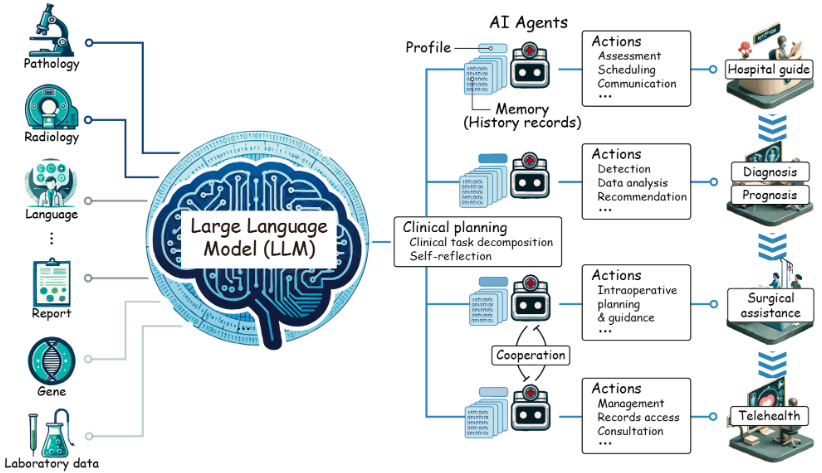 Pathology
Radiology
Language
...
Report
Gene
Laboratory data
Large Language
Model (LLM)
...
Clinical planning
Clinical task decomposition
Self-reflection
AI Agents
Profile
Memory
(History records)
Actions
Assessment
Scheduling
Communication
...
Hospital guide
Actions
Detection
Data analysis
Recommendation
...
Diagnosis
Prognosis
Actions
Intraoperative
planning
& guidance
...
Surgical
assistance
Cooperation
Actions
Management
Records access
Consultation
...
Telehealth